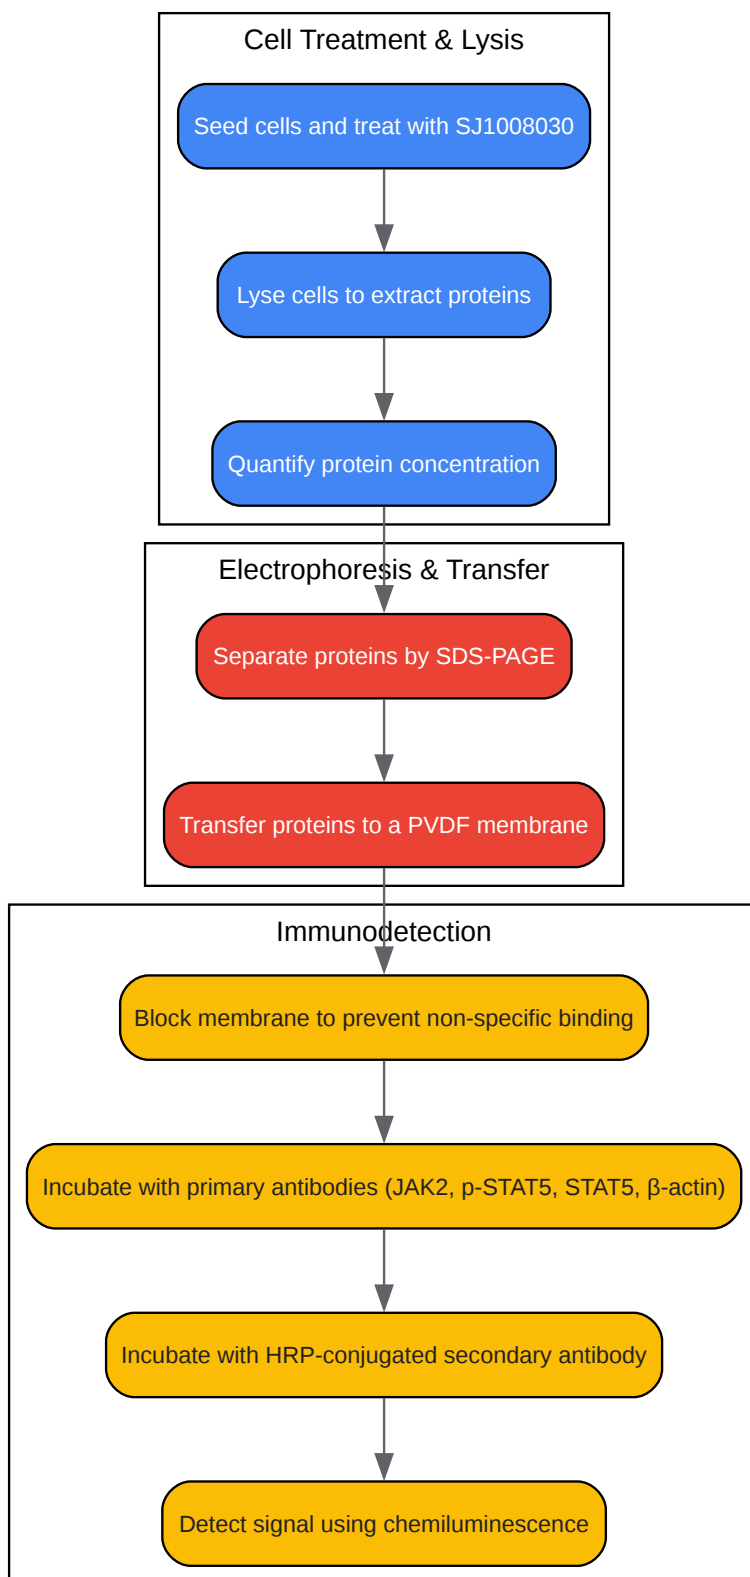 Cell Treatment & Lysis
Seed cells and treat with SJ1008030
Lyse cells to extract proteins
Quantify protein concentration
Electrophoresis & Transfer
Separate proteins by SDS-PAGE
Transfer proteins to a PVDF membrane
Immunodetection
Block membrane to prevent non-specific binding
Incubate with primary antibodies (JAK2, p-STAT5, STAT5, β-actin)
Incubate with HRP-conjugated secondary antibody
Detect signal using chemiluminescence